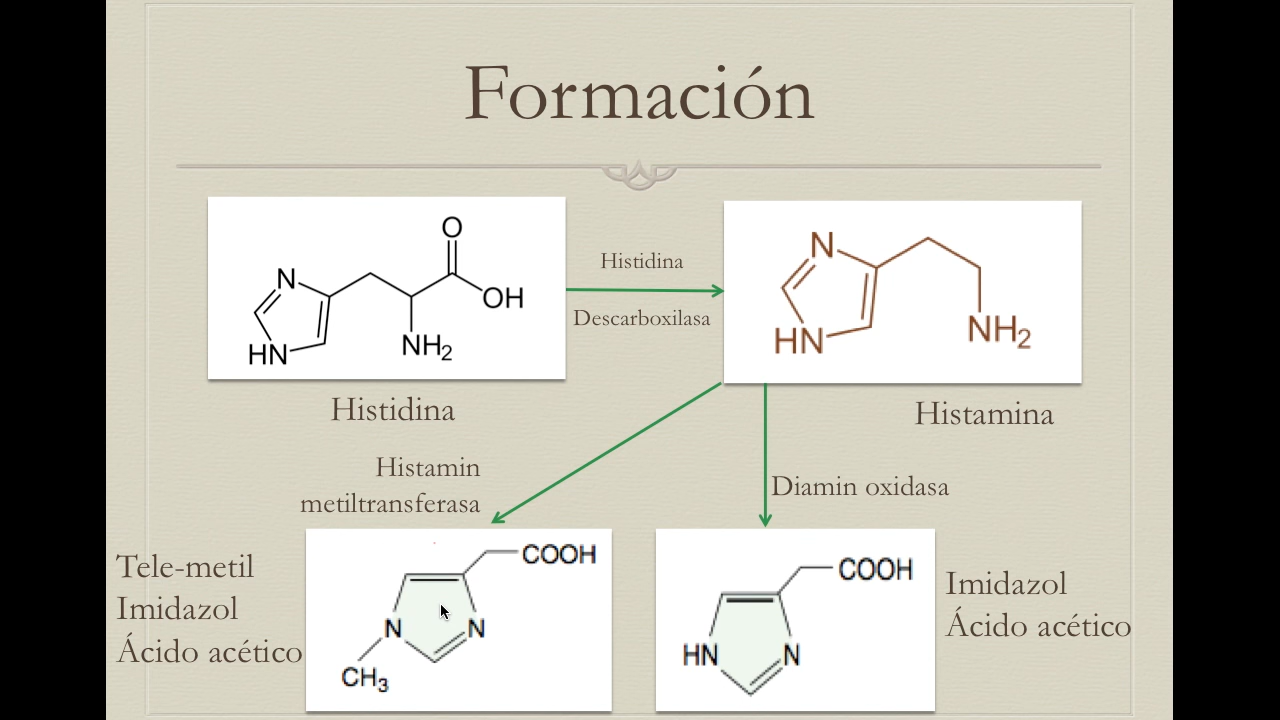 Formación
O
N
OH
HN
NH2
Histidina
Histidina
Descarboxilasa
N
HN
NH2
Histamina
Histamin
metiltransferasa
Diamin oxidasa
Tele-metil
Imidazol
Ácido acético
COOH
N
N
CH3
COOH
HN
N
Imidazol
Ácido acético